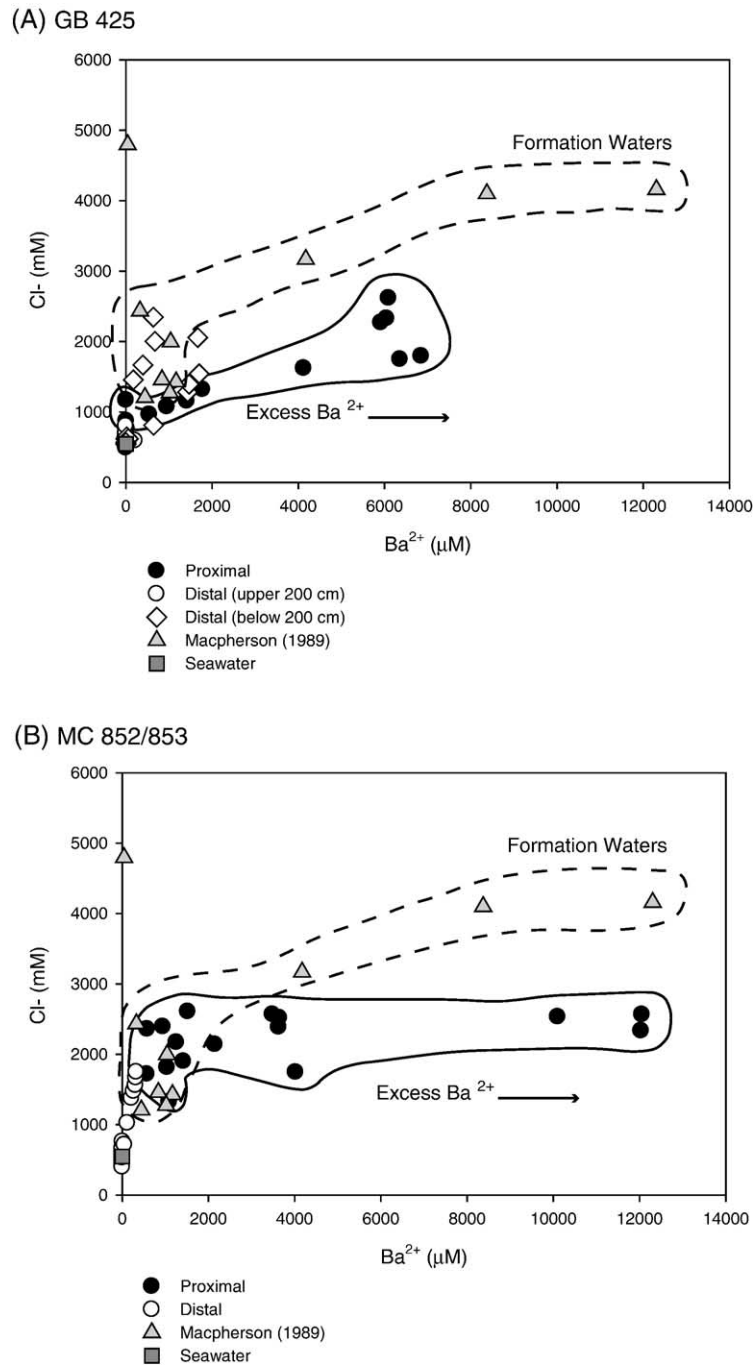 (A) GB 425
6000
5000
4000
3000
2000
1000
0
Cl- (mM)
Formation Waters
Excess Ba 2+
0 2000 4000 6000 8000 10000 12000 14000
Ba2+ (μM)
Proximal
Distal (upper 200 cm)
Distal (below 200 cm)
Macpherson (1989)
Seawater
(B) MC 852/853
6000
5000
4000
3000
2000
1000
0
Cl- (mM)
Formation Waters
Excess Ba 2+
0 2000 4000 6000 8000 10000 12000 14000
Ba2+ (μM)
Proximal
Distal
Macpherson (1989)
Seawater